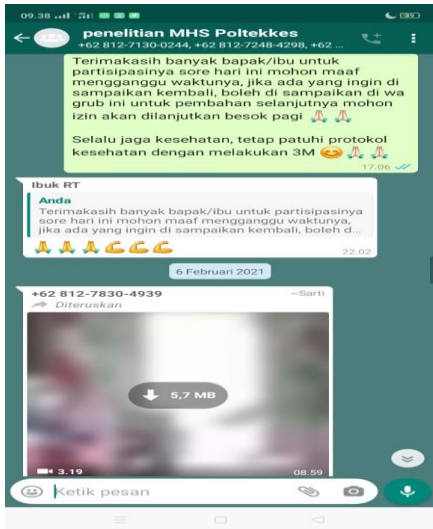 09.38
penelitian MHS Poltekkes
+62 812-7130-0244, +62 812-7248-4298, +62 ...
Terimakasih banyak bapak/ibu untuk
partisipasinya sore hari ini mohon maaf
mengganggu waktunya, jika ada yang ingin di
sampaikan kembali, boleh di sampaikan di wa
grub ini untuk pembahan selanjutnya mohon
izin akan dilanjutkan besok pagi 🙏 🙏
Selalu jaga kesehatan, tetap patuhi protokol
kesehatan dengan melakukan 3M 😊 🙏 🙏
17.06
Ibuk RT
Anda
Terimakasih banyak bapak/ibu untuk partisipasinya
sore hari ini mohon maaf mengganggu waktunya,
jika ada yang ingin di sampaikan kembali, boleh d...
🙏 🙏 🙏 💪 💪 💪
22.02
6 Februari 2021
+62 812-7830-4939 ~Sarti
Diteruskan
5,7 MB
3.19 08.59
Ketik pesan